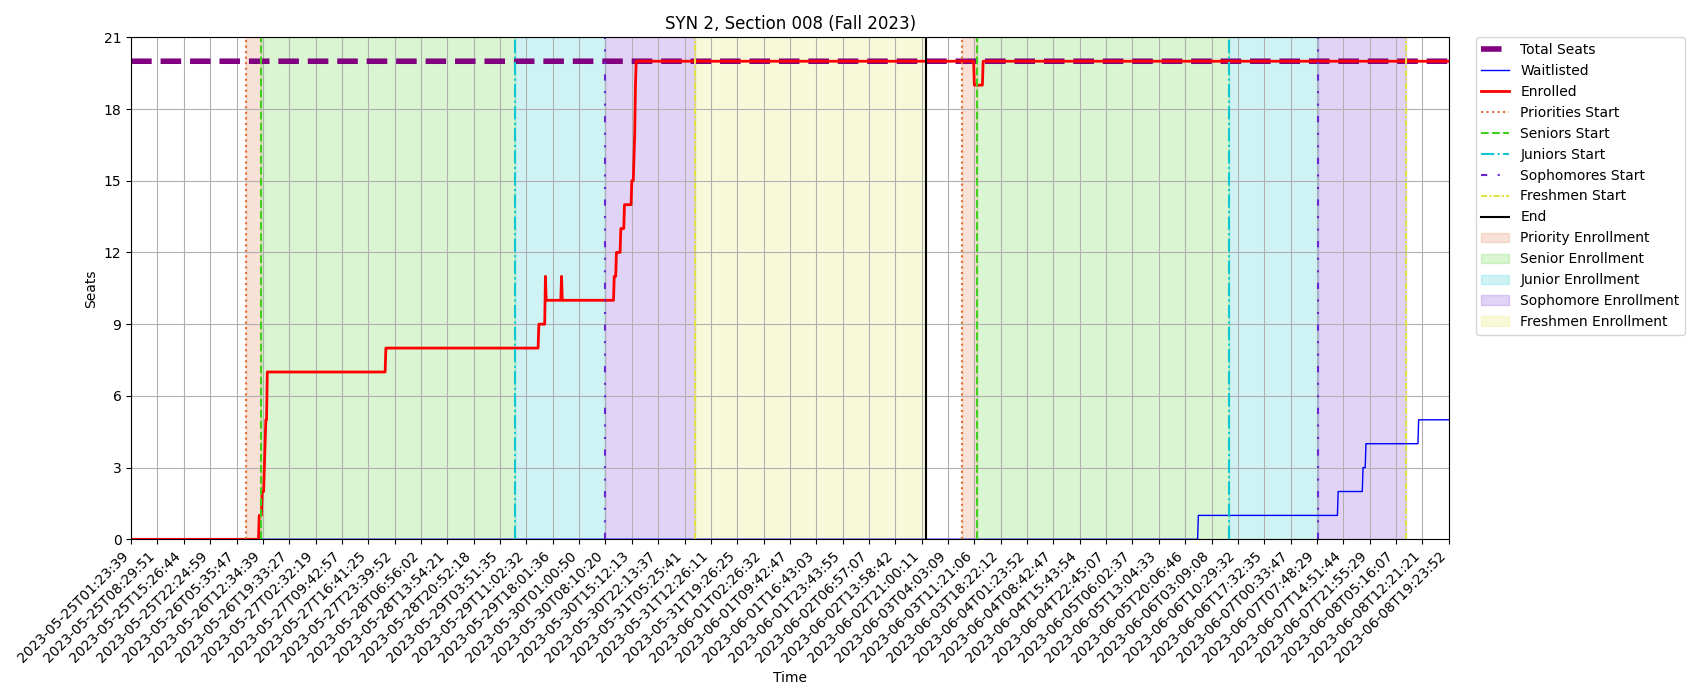 SYN 2, Section 008 (Fall 2023)
Seats
21
18
15
12
9
6
3
0
2023-05-25T01:23:39
2023-05-25T08:29:51
2023-05-25T15:26:44
2023-05-25T22:24:59
2023-05-26T05:35:47
2023-05-26T12:34:39
2023-05-26T19:33:27
2023-05-27T02:32:19
2023-05-27T09:42:57
2023-05-27T16:41:25
2023-05-27T23:39:52
2023-05-28T06:56:02
2023-05-28T13:54:21
2023-05-28T20:52:18
2023-05-29T03:51:35
2023-05-29T11:02:32
2023-05-29T18:01:36
2023-05-30T01:00:50
2023-05-30T08:10:20
2023-05-30T15:12:13
2023-05-30T22:13:37
2023-05-31T05:25:41
2023-05-31T12:26:11
2023-05-31T19:26:25
2023-06-01T02:26:32
2023-06-01T09:42:47
2023-06-01T16:43:03
2023-06-01T23:43:55
2023-06-02T06:57:07
2023-06-02T13:58:42
2023-06-02T21:00:11
2023-06-03T04:03:09
2023-06-03T11:21:06
2023-06-03T18:22:12
2023-06-04T01:23:52
2023-06-04T08:42:47
2023-06-04T15:43:54
2023-06-04T22:45:07
2023-06-05T06:02:37
2023-06-05T13:04:33
2023-06-05T20:06:46
2023-06-06T03:09:08
2023-06-06T10:29:32
2023-06-06T17:32:35
2023-06-07T00:33:47
2023-06-07T07:48:29
2023-06-07T14:51:44
2023-06-07T21:55:29
2023-06-08T05:16:07
2023-06-08T12:21:21
2023-06-08T19:23:52
Time
Total Seats
Waitlisted
Enrolled
Priorities Start
Seniors Start
Juniors Start
Sophomores Start
Freshmen Start
End
Priority Enrollment
Senior Enrollment
Junior Enrollment
Sophomore Enrollment
Freshmen Enrollment